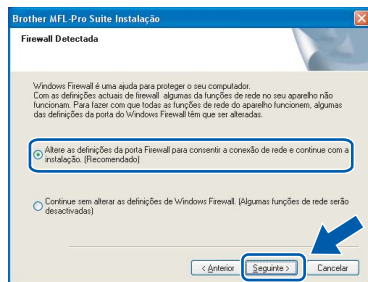 Brother MFL-Pro Suite Instalação
Firewall Detectada
Windows Firewall é uma ajuda para proteger o seu computador.
Com as definições actuais de firewall algumas da funções de rede no seu aparelho não
funcionam. Para fazer com que todas as funções de rede do aparelho funcionem, algumas
das definições da porta do Windows Firewall têm que ser alteradas.
Altere as definições da porta Firewall para consentir a conexão de rede e continue com a
instalação. (Recomendado)
Continue sem alterar as definições de Windows Firewall. (Algumas funções de rede serão
desactivadas)
< Anterior Seguinte > Cancelar